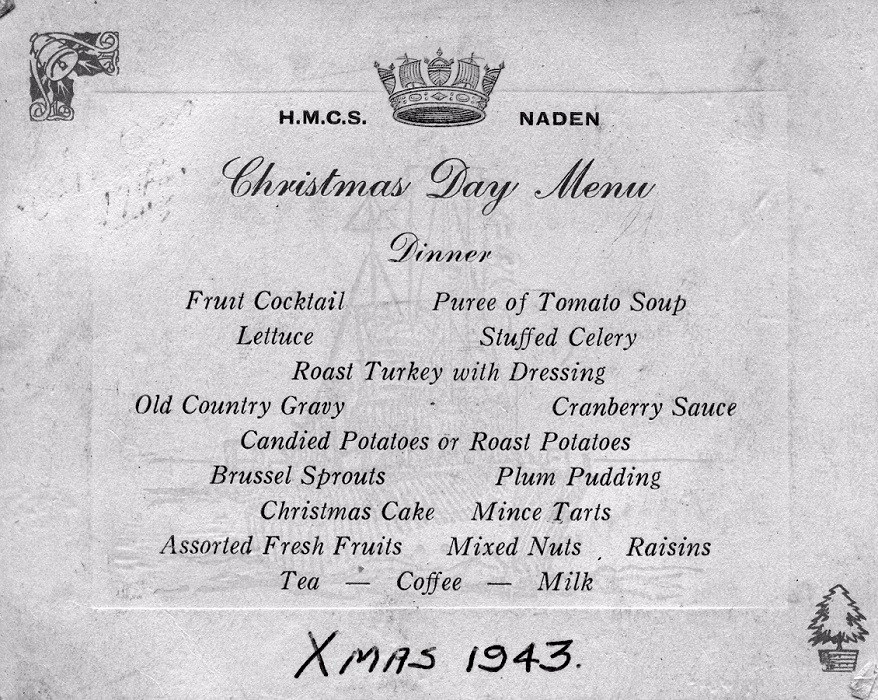 H.M.C.S. NADEN
Christmas Day Menu
Dinner
Fruit Cocktail Puree of Tomato Soup
Lettuce Stuffed Celery
Roast Turkey with Dressing
Old Country Gravy Cranberry Sauce
Candied Potatoes or Roast Potatoes
Brussel Sprouts Plum Pudding
Christmas Cake Mince Tarts
Assorted Fresh Fruits Mixed Nuts Raisins
Tea — Coffee — Milk
XMAS 1943.